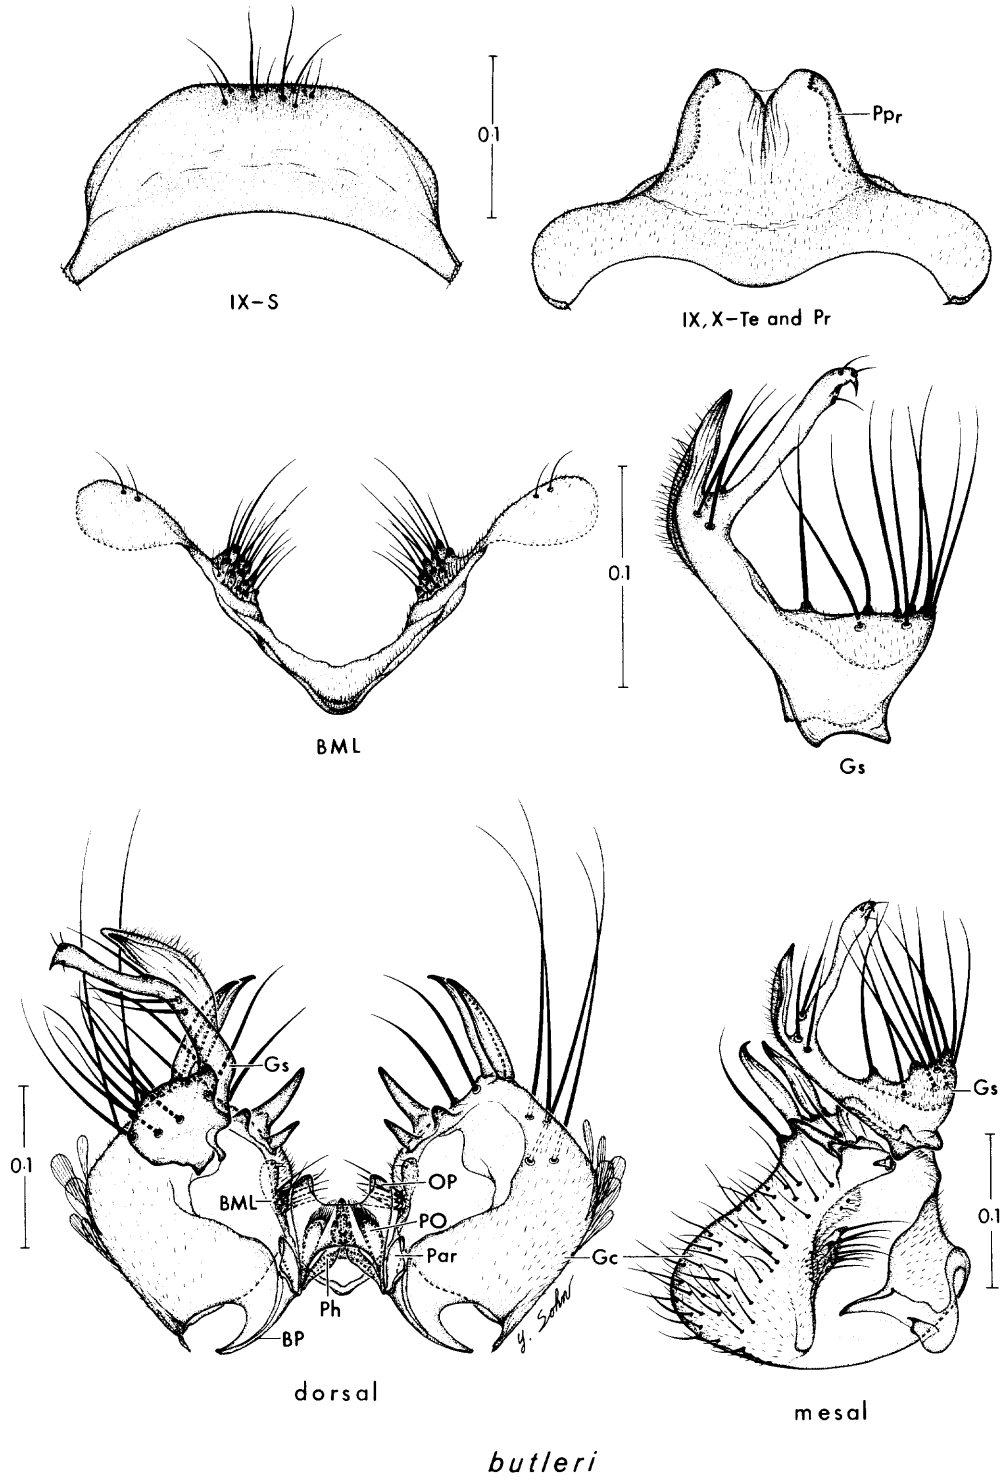 0.1
Ppr
IX–S
IX, X–Te and Pr
0.1
BML
Gs
Gs
Gs
0.1
0.1
BML
OP
PO
Par
Gc
Ph
BP
Y. Sohn
dorsal
mesal
butleri